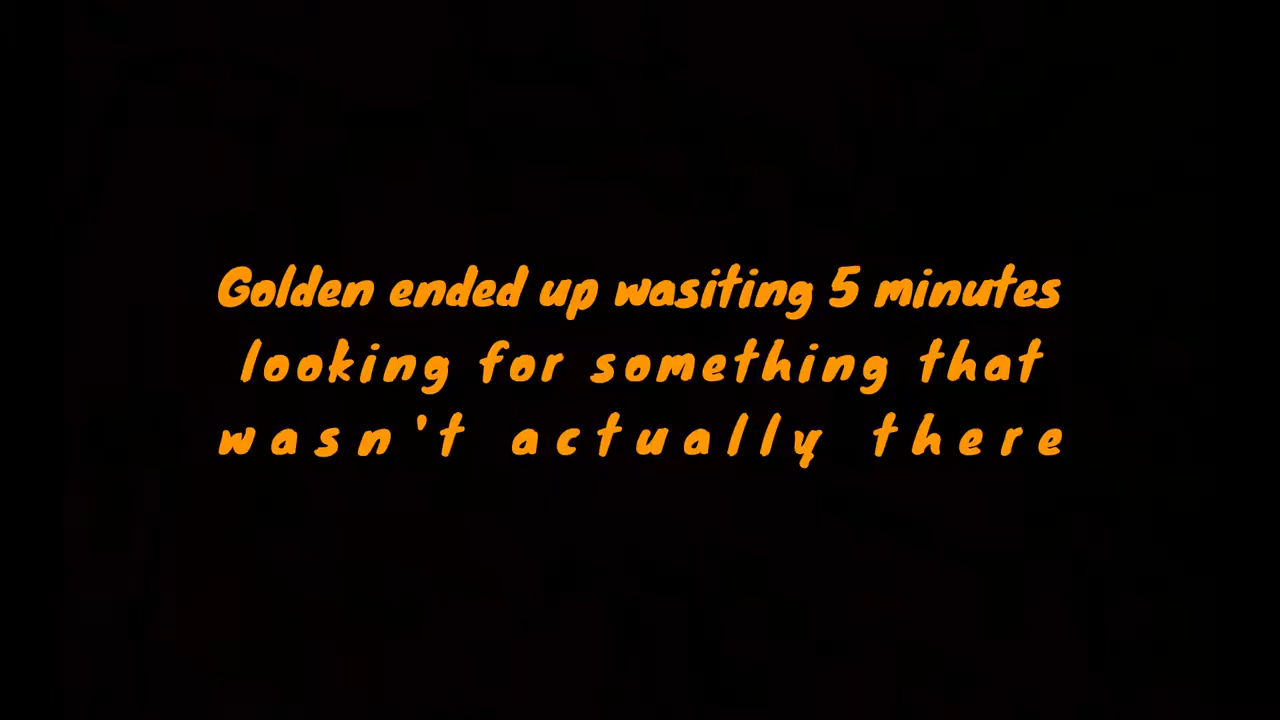 Golden ended up wasiting 5 minutes
looking for something that
wasn't actually there